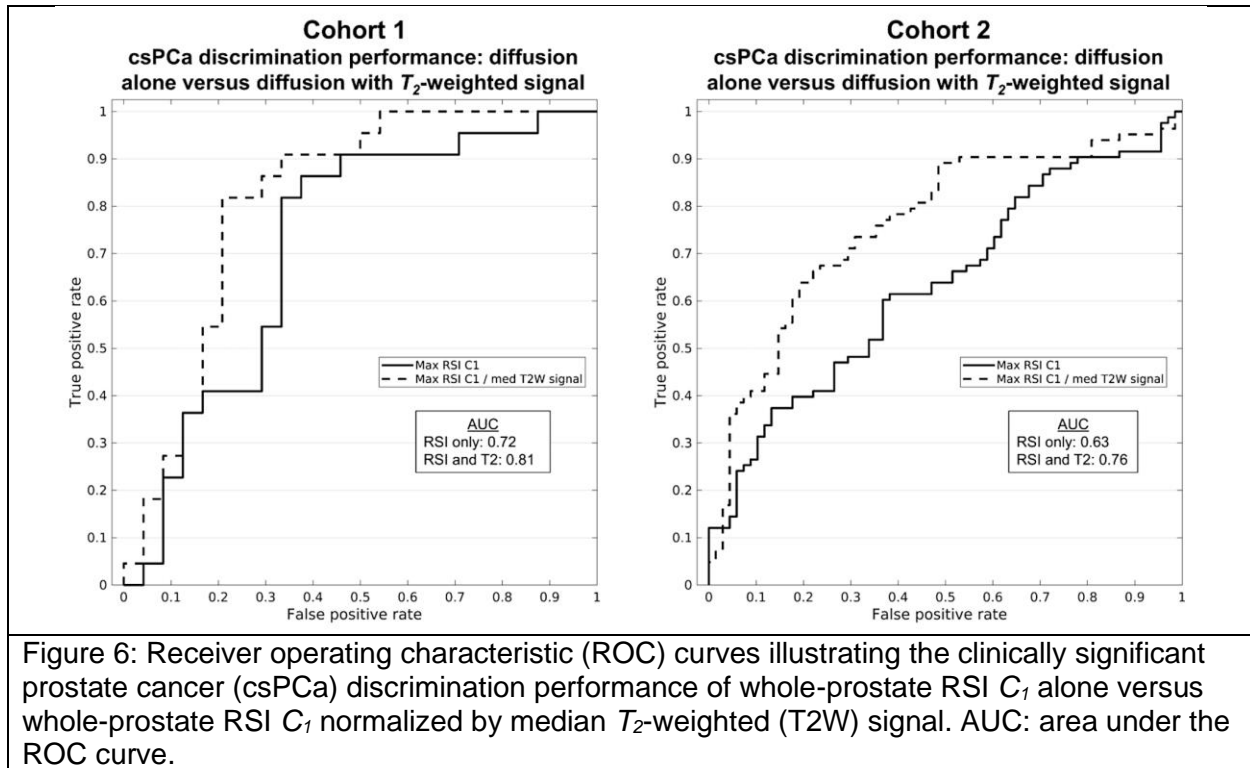 Cohort 1
csPCa discrimination performance: diffusion
alone versus diffusion with T2-weighted signal
1
0.9
0.8
0.7
0.6
0.5
0.4
0.3
0.2
0.1
0
True positive rate
Max RSI C1
Max RSI C1 / med T2W signal
AUC
RSI only: 0.72
RSI and T2: 0.81
0 0.1 0.2 0.3 0.4 0.5 0.6 0.7 0.8 0.9 1
False positive rate
Cohort 2
csPCa discrimination performance: diffusion
alone versus diffusion with T2-weighted signal
1
0.9
0.8
0.7
0.6
0.5
0.4
0.3
0.2
0.1
0
True positive rate
Max RSI C1
Max RSI C1 / med T2W signal
AUC
RSI only: 0.63
RSI and T2: 0.76
0 0.1 0.2 0.3 0.4 0.5 0.6 0.7 0.8 0.9 1
False positive rate
Figure 6: Receiver operating characteristic (ROC) curves illustrating the clinically significant
prostate cancer (csPCa) discrimination performance of whole-prostate RSI C1 alone versus
whole-prostate RSI C1 normalized by median T2-weighted (T2W) signal. AUC: area under the
ROC curve.